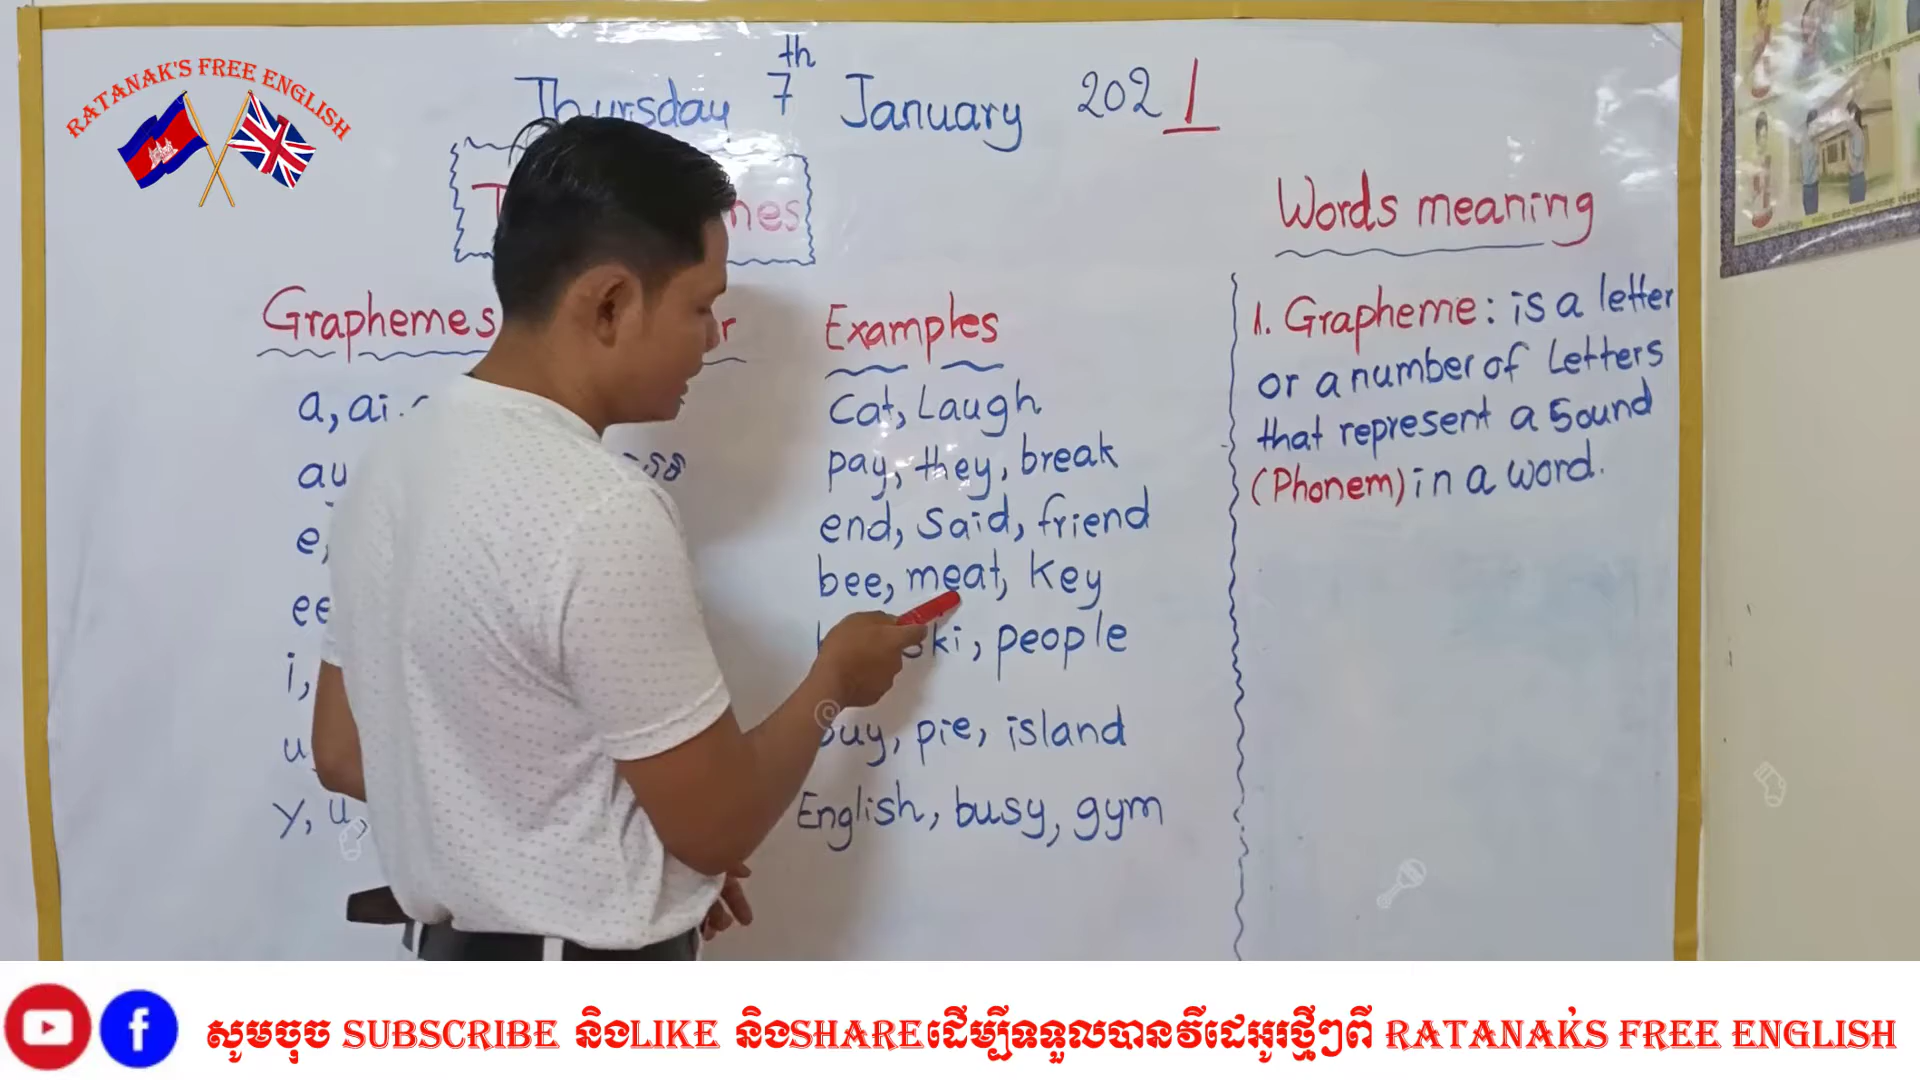 RATANAK'S FREE ENGLISH
Thursday 7th January 2021
Words meaning
Graphemes
Examples
1. Grapheme: is a letter
or a number of Letters
that represent a Sound
(Phonem) in a word.
a, ai
Cat, Laugh
ay
pay, they, break
e,
end, Said, friend
ee
bee, meat, key
i,
people
u
buy, pie, island
y, u
English, busy, gym
សូមចុច SUBSCRIBE និងLIKE និងSHAREដើម្បីទទួលបានវីដេអូរថ្មីៗពី RATANAK'S FREE ENGLISH